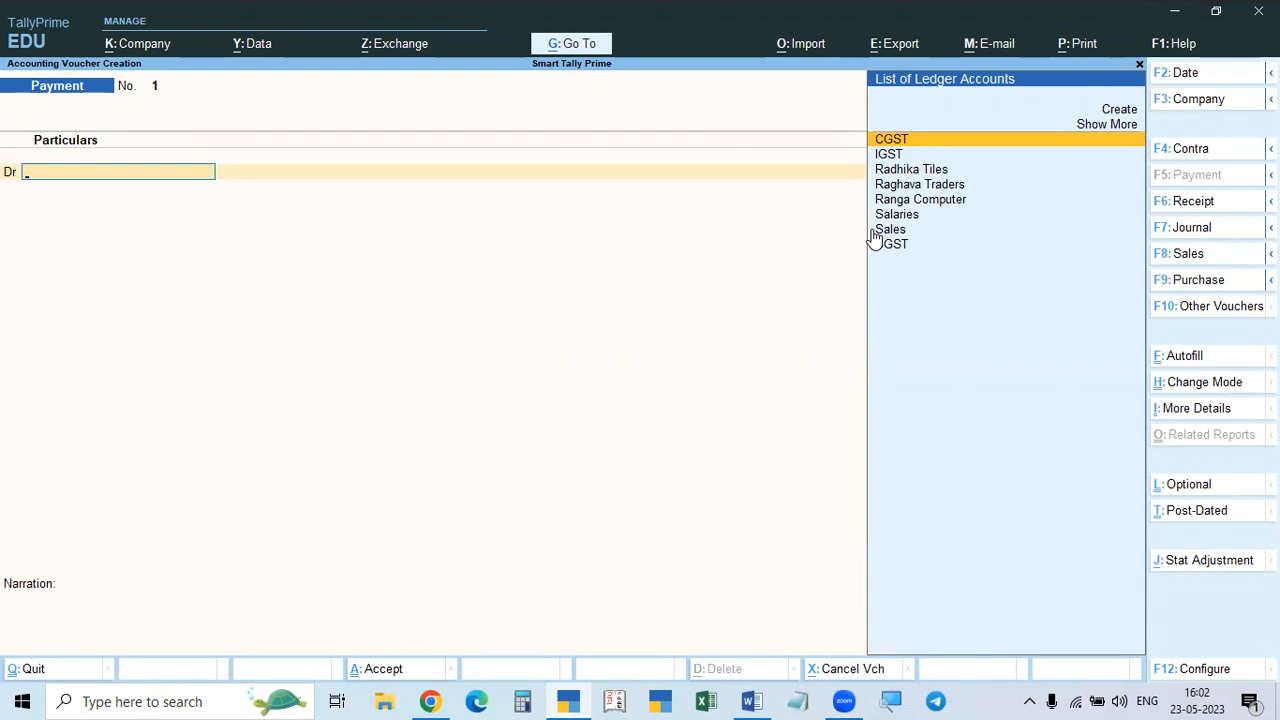 TallyPrime
EDU
MANAGE
K: Company
Y: Data
Z: Exchange
G: Go To
O: Import
E: Export
M: E-mail
P: Print
F1: Help
Accounting Voucher Creation
Smart Tally Prime
Payment No. 1
Particulars
Dr
Narration:
List of Ledger Accounts
Create
Show More
CGST
IGST
Radhika Tiles
Raghava Traders
Ranga Computer
Salaries
Sales
GST
F2: Date
F3: Company
F4: Contra
F5: Payment
F6: Receipt
F7: Journal
F8: Sales
F9: Purchase
F10: Other Vouchers
F: Autofill
H: Change Mode
I: More Details
O: Related Reports
L: Optional
T: Post-Dated
J: Stat Adjustment
Q: Quit
A: Accept
D: Delete
X: Cancel Vch
F12: Configure
Type here to search
zoom
ENG
16:02
23-05-2023
1